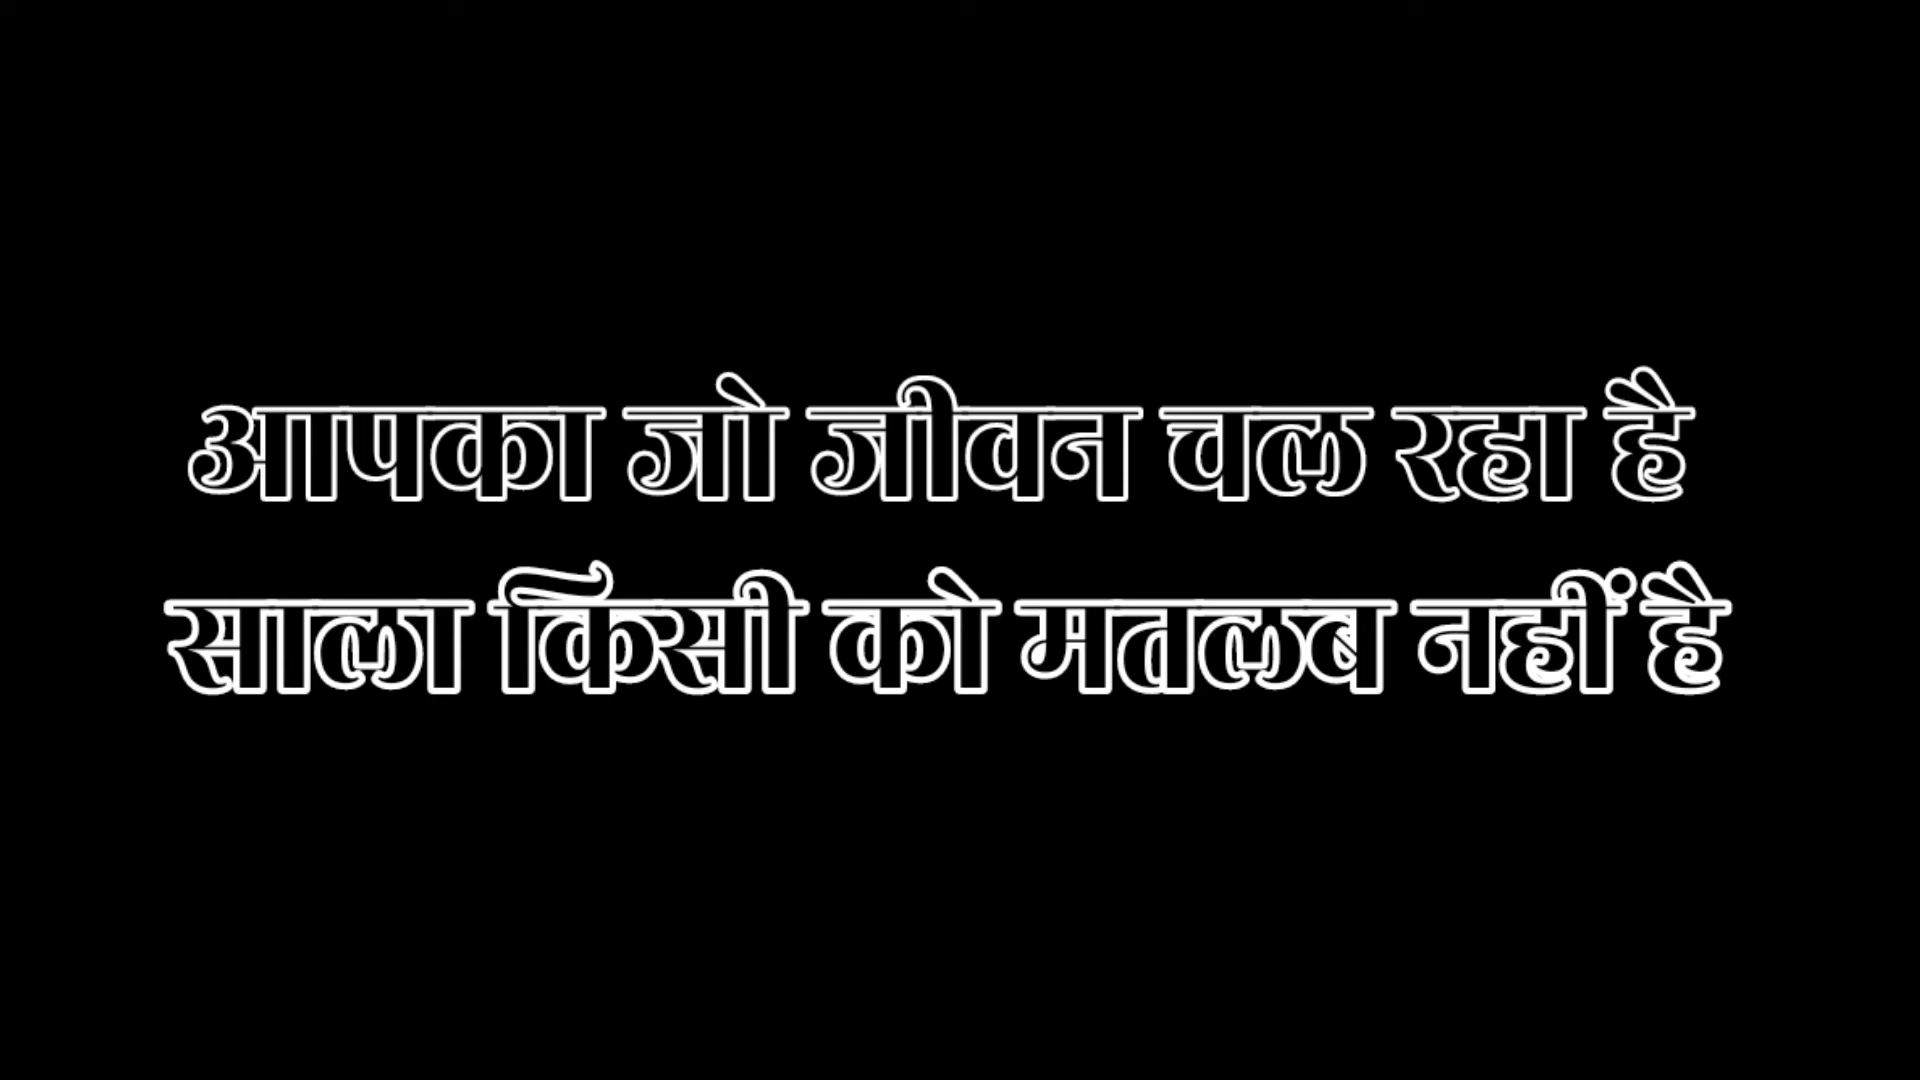 आपका जो जीवन चल रहा है
साला किसी को मतलब नहीं है